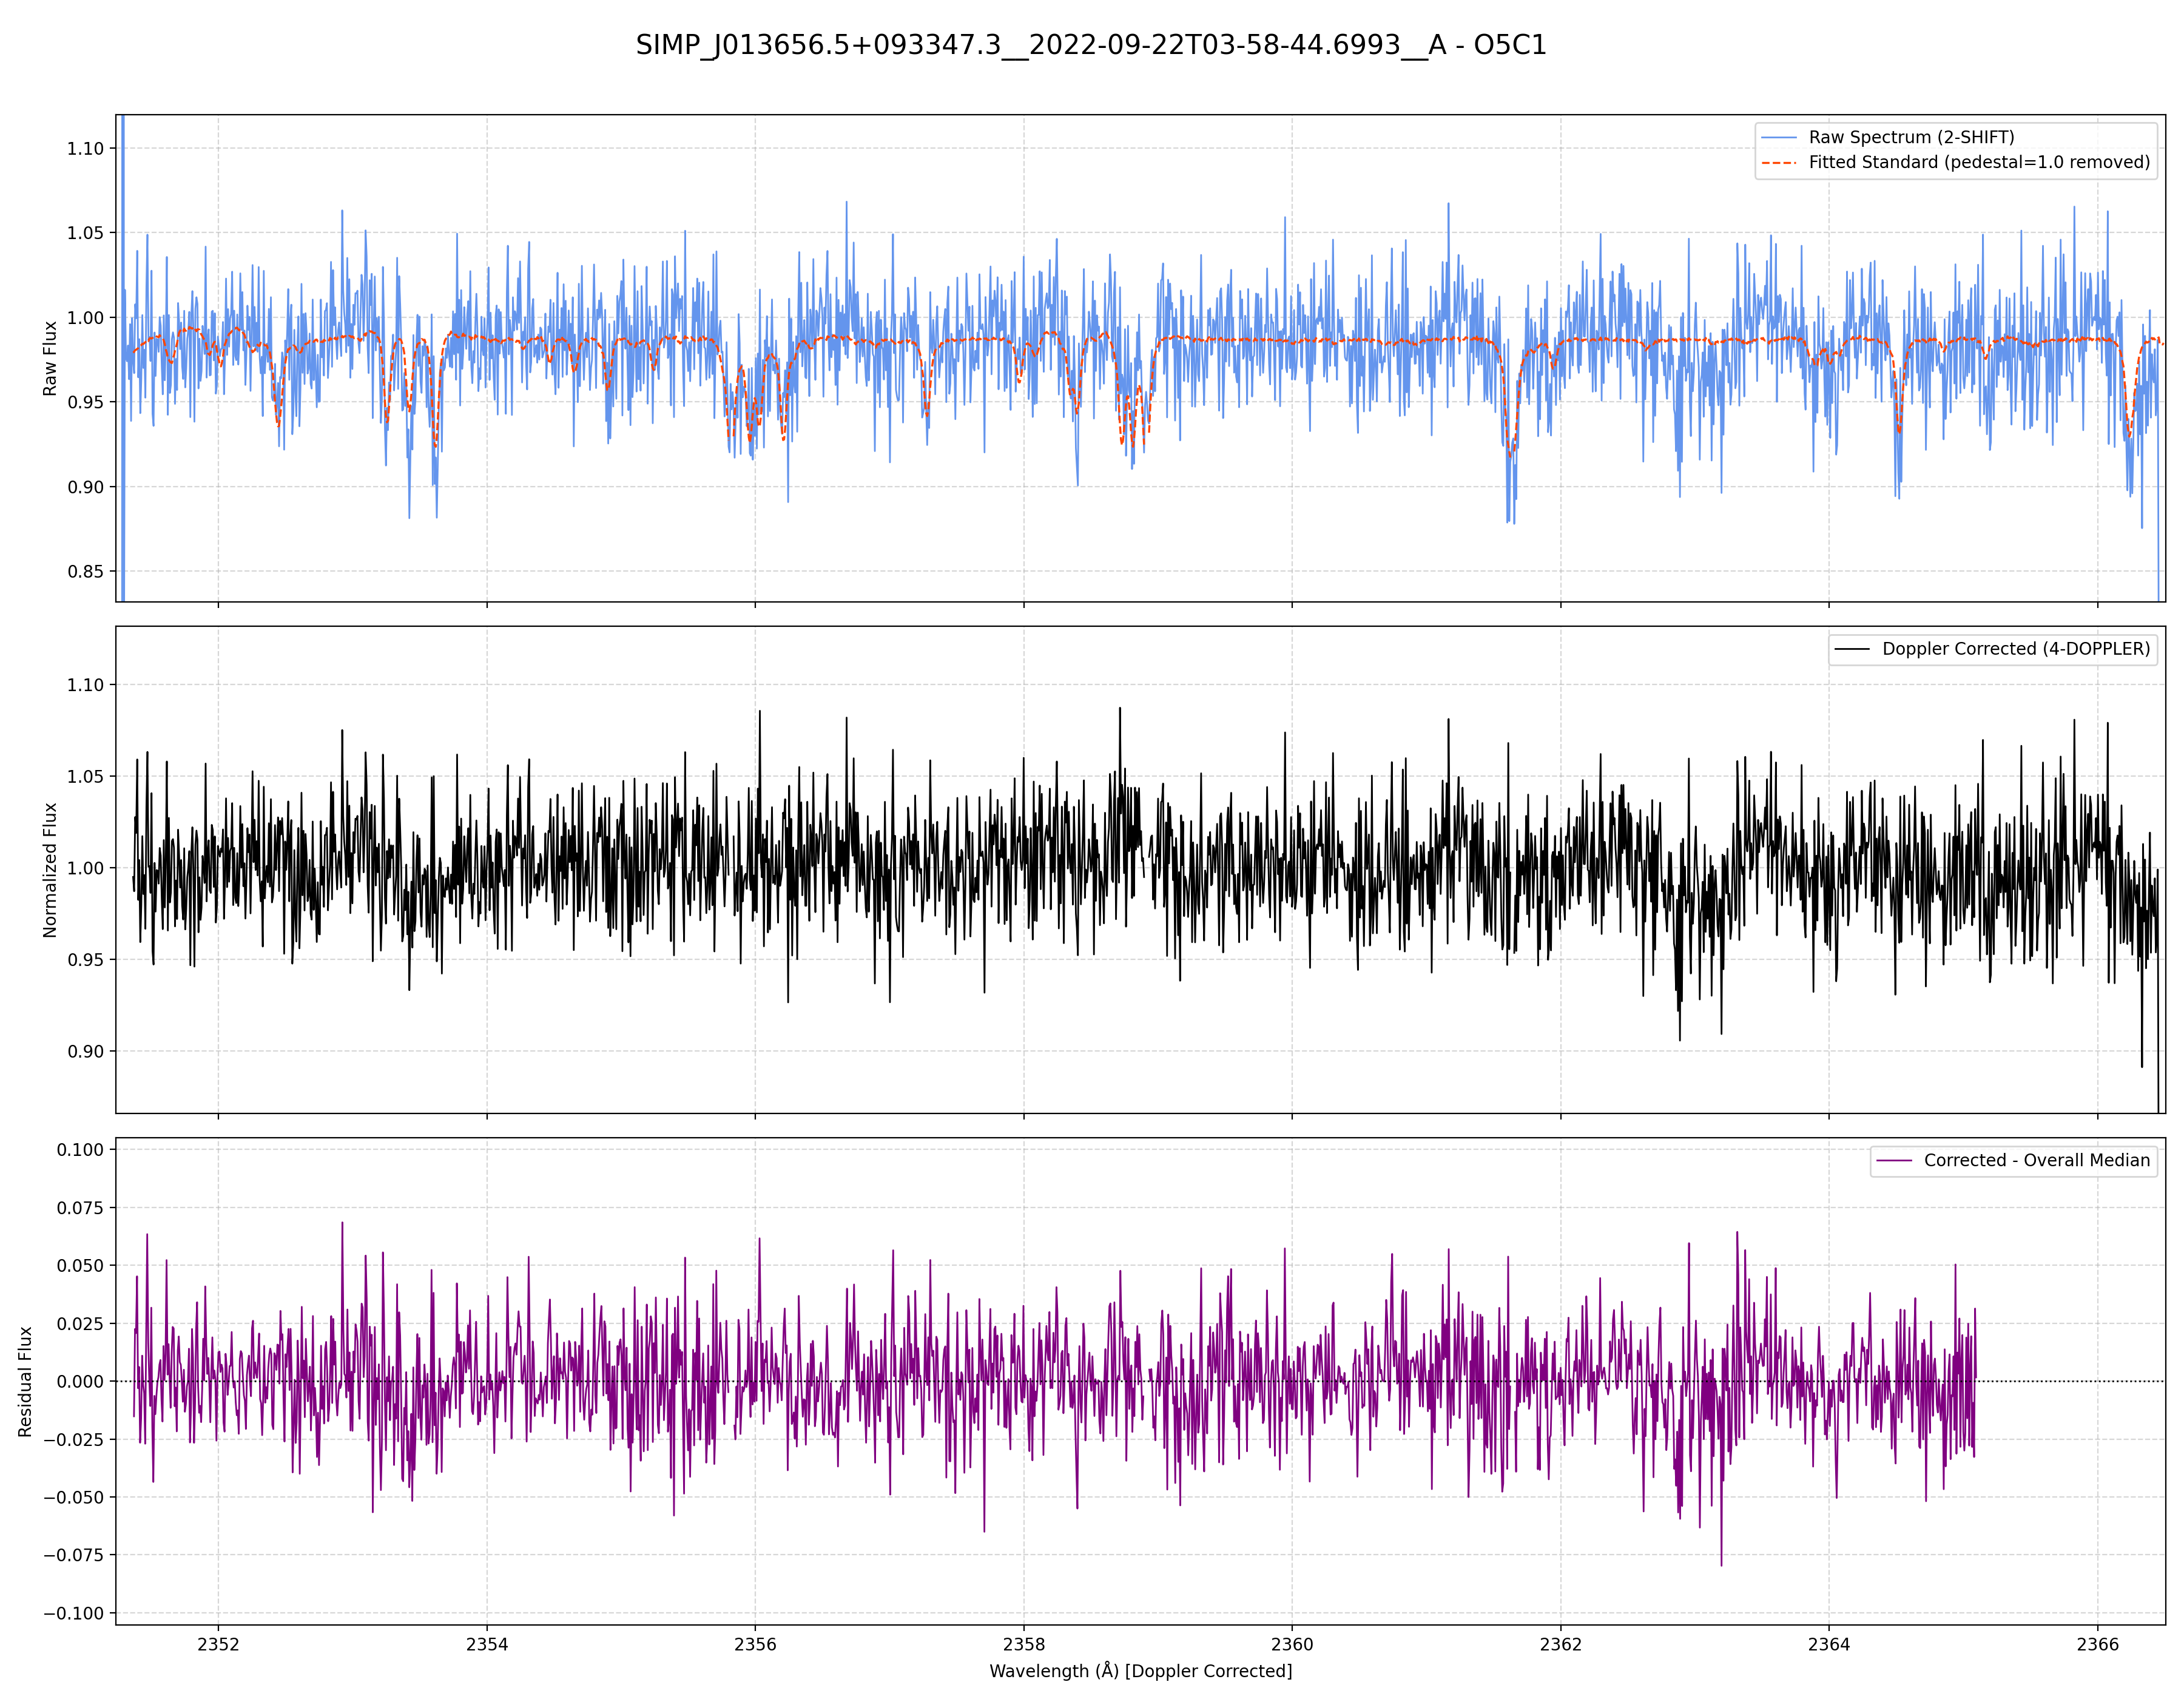 SIMP_J013656.5+093347.3__2022-09-22T03-58-44.6993__A - O5C1
Raw Flux
1.10
1.05
1.00
0.95
0.90
0.85
Raw Spectrum (2-SHIFT)
Fitted Standard (pedestal=1.0 removed)
Normalized Flux
1.10
1.05
1.00
0.95
0.90
Doppler Corrected (4-DOPPLER)
Residual Flux
0.100
0.075
0.050
0.025
0.000
−0.025
−0.050
−0.075
−0.100
Corrected - Overall Median
2352 2354 2356 2358 2360 2362 2364 2366
Wavelength (Å) [Doppler Corrected]